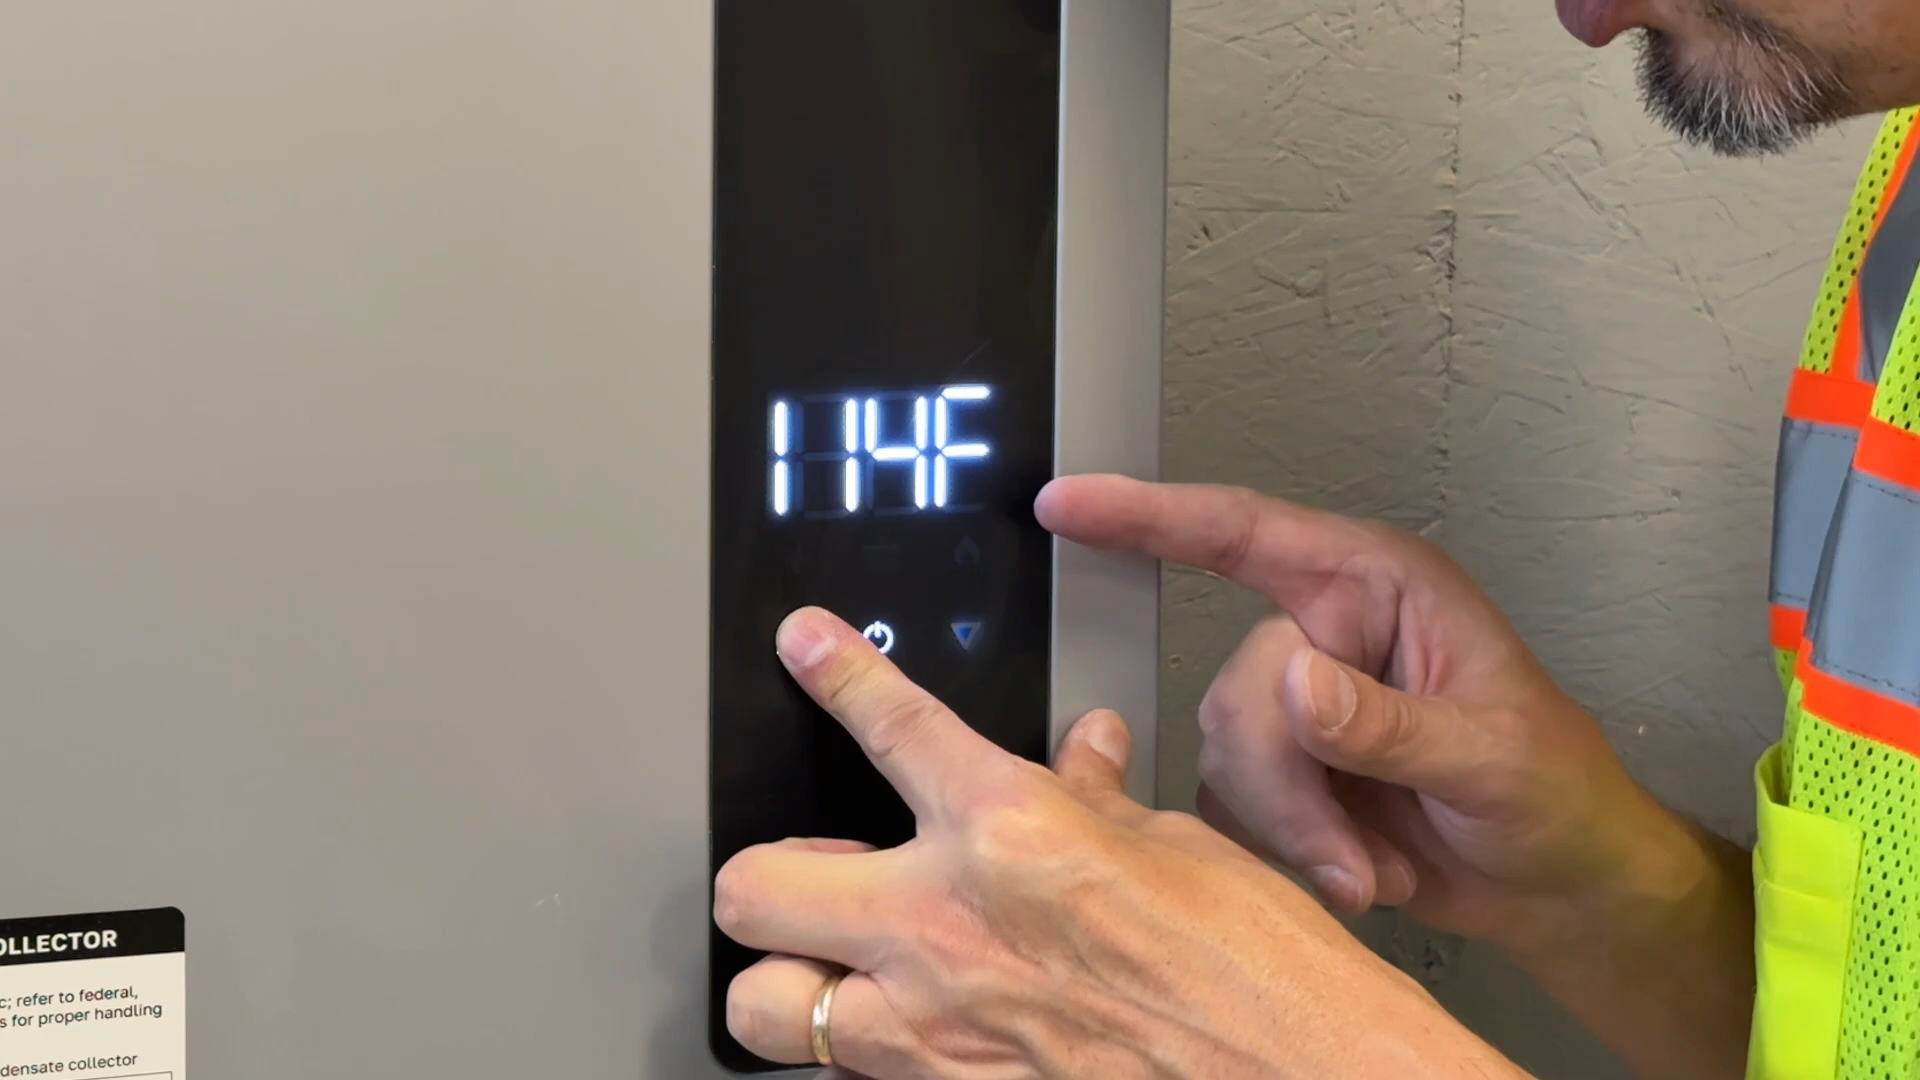 114F
OLLECTOR
c; refer to federal,
s for proper handling
densate collector